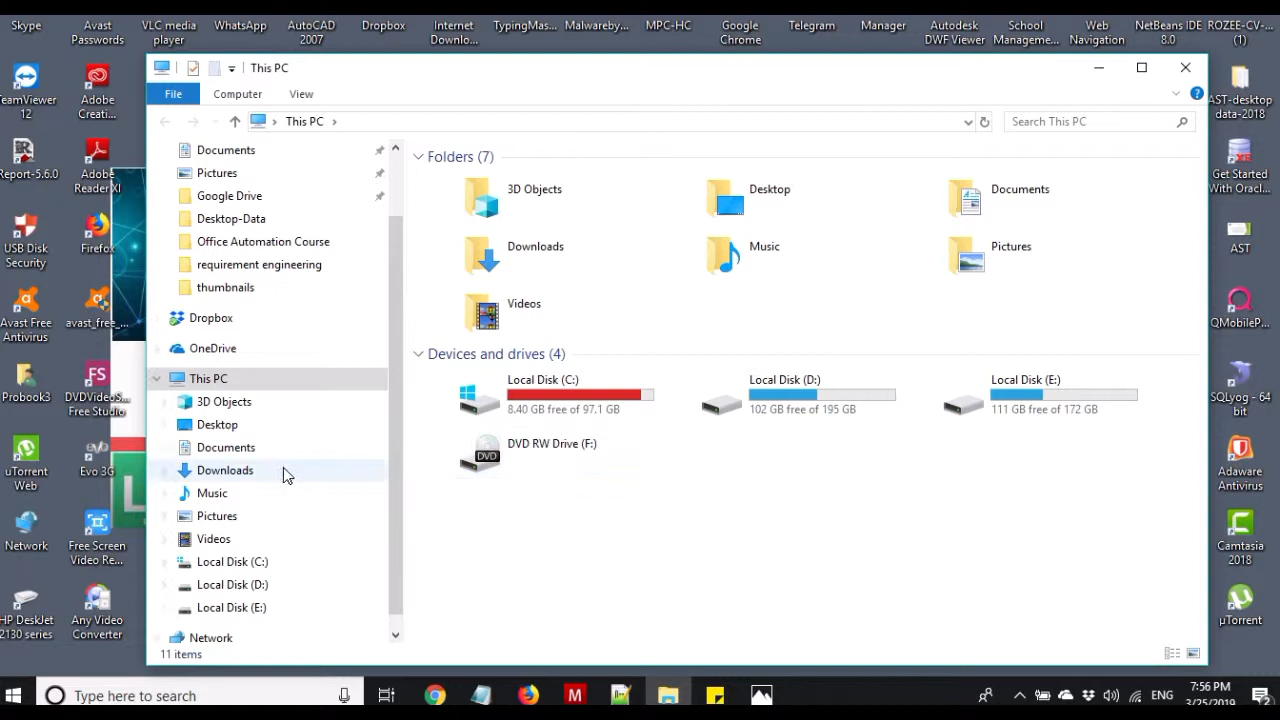 Skype
Avast
Passwords
VLC media
player
WhatsApp
AutoCAD
2007
Dropbox
Internet
Downlo...
TypingMas...
Malwareby...
MPC-HC
Google
Chrome
Telegram
Manager
Autodesk
DWF Viewer
School
Manageme...
Web
Navigation
NetBeans IDE
8.0
ROZEE-CV-...
(1)
This PC
File
Computer
View
This PC
Search This PC
TeamViewer
12
Adobe
Creati...
Report-5.6.0
Adobe
Reader XI
USB Disk
Security
Firefox
Avast Free
Antivirus
avast_free_...
Probook3
DVDVideoS...
Free Studio
uTorrent
Web
Evo 3G
Network
Free Screen
Video Re...
HP DeskJet
2130 series
Any Video
Converter
Documents
Pictures
Google Drive
Desktop-Data
Office Automation Course
requirement engineering
thumbnails
Dropbox
OneDrive
This PC
3D Objects
Desktop
Documents
Downloads
Music
Pictures
Videos
Local Disk (C:)
Local Disk (D:)
Local Disk (E:)
Network
11 items
Folders (7)
3D Objects
Desktop
Documents
Downloads
Music
Pictures
Videos
Devices and drives (4)
Local Disk (C:)
8.40 GB free of 97.1 GB
Local Disk (D:)
102 GB free of 195 GB
Local Disk (E:)
111 GB free of 172 GB
DVD RW Drive (F:)
DVD
AST-desktop
data-2018
Get Started
With Oracl...
AST
QMobileP...
SQLyog - 64
bit
Adaware
Antivirus
Camtasia
2018
µTorrent
Type here to search
ENG
7:56 PM
3/25/2019